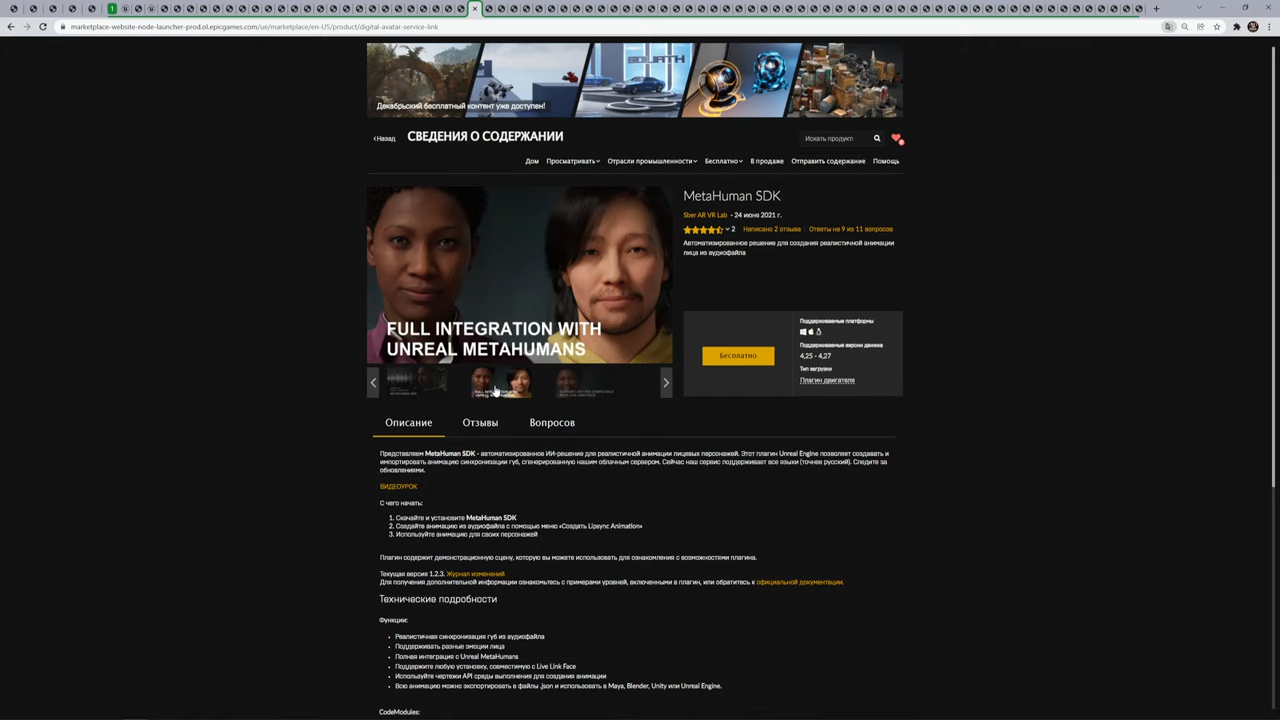 marketplace-website-node-launcher-prod.ol.epicgames.com/ue/marketplace/en-US/product/digital-avatar-service-link
GOLIATH
Декабрьский бесплатный контент уже доступен!
Назад
СВЕДЕНИЯ О СОДЕРЖАНИИ
Искать продукт
Дом Просматривать Отрасли промышленности Бесплатно В продаже Отправить содержание Помощь
FULL INTEGRATION WITH
UNREAL METAHUMANS
MetaHuman SDK
Sber AR VR Lab - 24 июня 2021 г.
2 Написано 2 отзыва | Ответы на 9 из 11 вопросов
Автоматизированное решение для создания реалистичной анимации
лица из аудиофайла
Бесплатно
Поддерживаемые платформы
Поддерживаемые версии движка
4,25 - 4,27
Тип загрузки
Плагин двигателя
Описание Отзывы Вопросов
Представляем MetaHuman SDK - автоматизированное ИИ-решение для реалистичной анимации лицевых персонажей. Этот плагин Unreal Engine позволяет создавать и
импортировать анимацию синхронизации губ, сгенерированную нашим облачным сервером. Сейчас наш сервис поддерживает все языки (точное русский). Следите за
обновлениями.
ВИДЕОУРОК
С чего начать:
1. Скачайте и установите MetaHuman SDK
2. Создайте анимацию из аудиофайла с помощью меню «Создать Lipsync Animation»
3. Используйте анимацию для своих персонажей
Плагин содержит демонстрационную сцену, которую вы можете использовать для ознакомления с возможностями плагина.
Текущая версия 1.2.3. Журнал изменений
Для получения дополнительной информации ознакомьтесь с примерами уровней, включенными в плагин, или обратитесь к официальной документации.
Технические подробности
Функции:
Реалистичная синхронизация губ из аудиофайла
Поддерживать разные эмоции лица
Полная интеграция с Unreal MetaHumans
Поддержите любую установку, совместимую с Live Link Face
Используйте чертежи API среды выполнения для создания анимации
Всю анимацию можно экспортировать в файлы .json и использовать в Maya, Blender, Unity или Unreal Engine.
CodeModules: